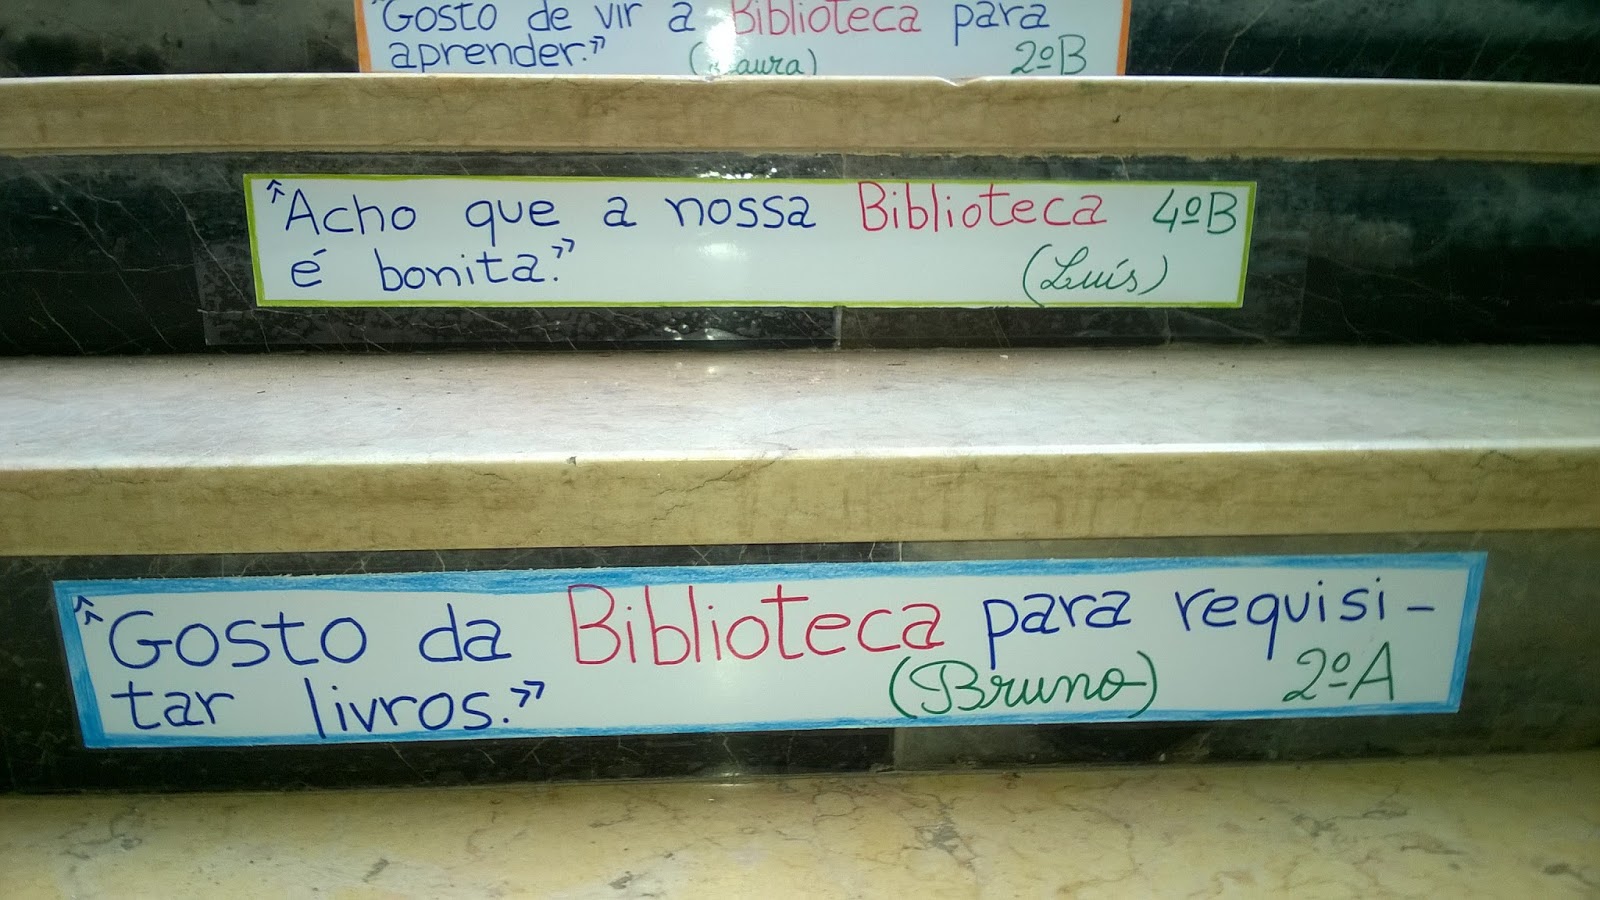 "Gosto de vir a Biblioteca para
aprender."
(Laura) 2ºB
"Acho que a nossa Biblioteca 4ºB
é bonita."
(Luís)
"Gosto da Biblioteca para requisi-
tar livros."
(Bruno) 2ºA